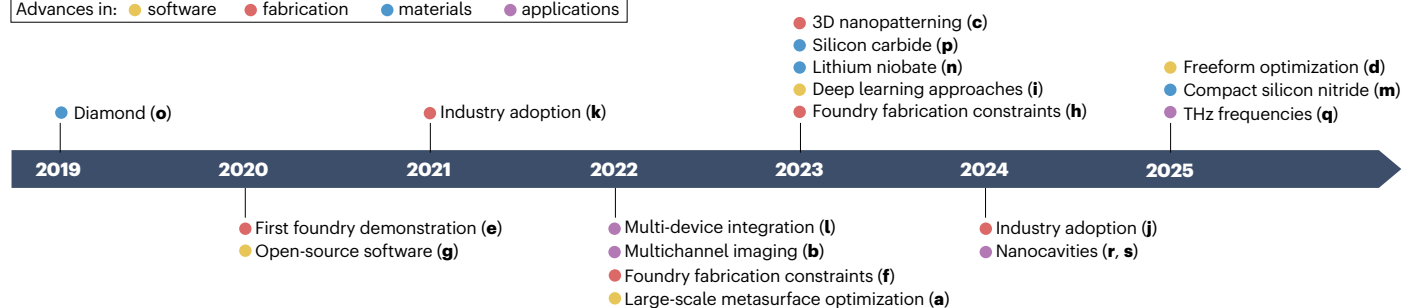 Advances in: software fabrication materials applications
3D nanopatterning (c)
Silicon carbide (p)
Lithium niobate (n)
Deep learning approaches (i)
Foundry fabrication constraints (h)
Freeform optimization (d)
Compact silicon nitride (m)
THz frequencies (q)
Diamond (o)
Industry adoption (k)
2019 2020 2021 2022 2023 2024 2025
First foundry demonstration (e)
Open-source software (g)
Multi-device integration (l)
Multichannel imaging (b)
Foundry fabrication constraints (f)
Large-scale metasurface optimization (a)
Industry adoption (j)
Nanocavities (r, s)